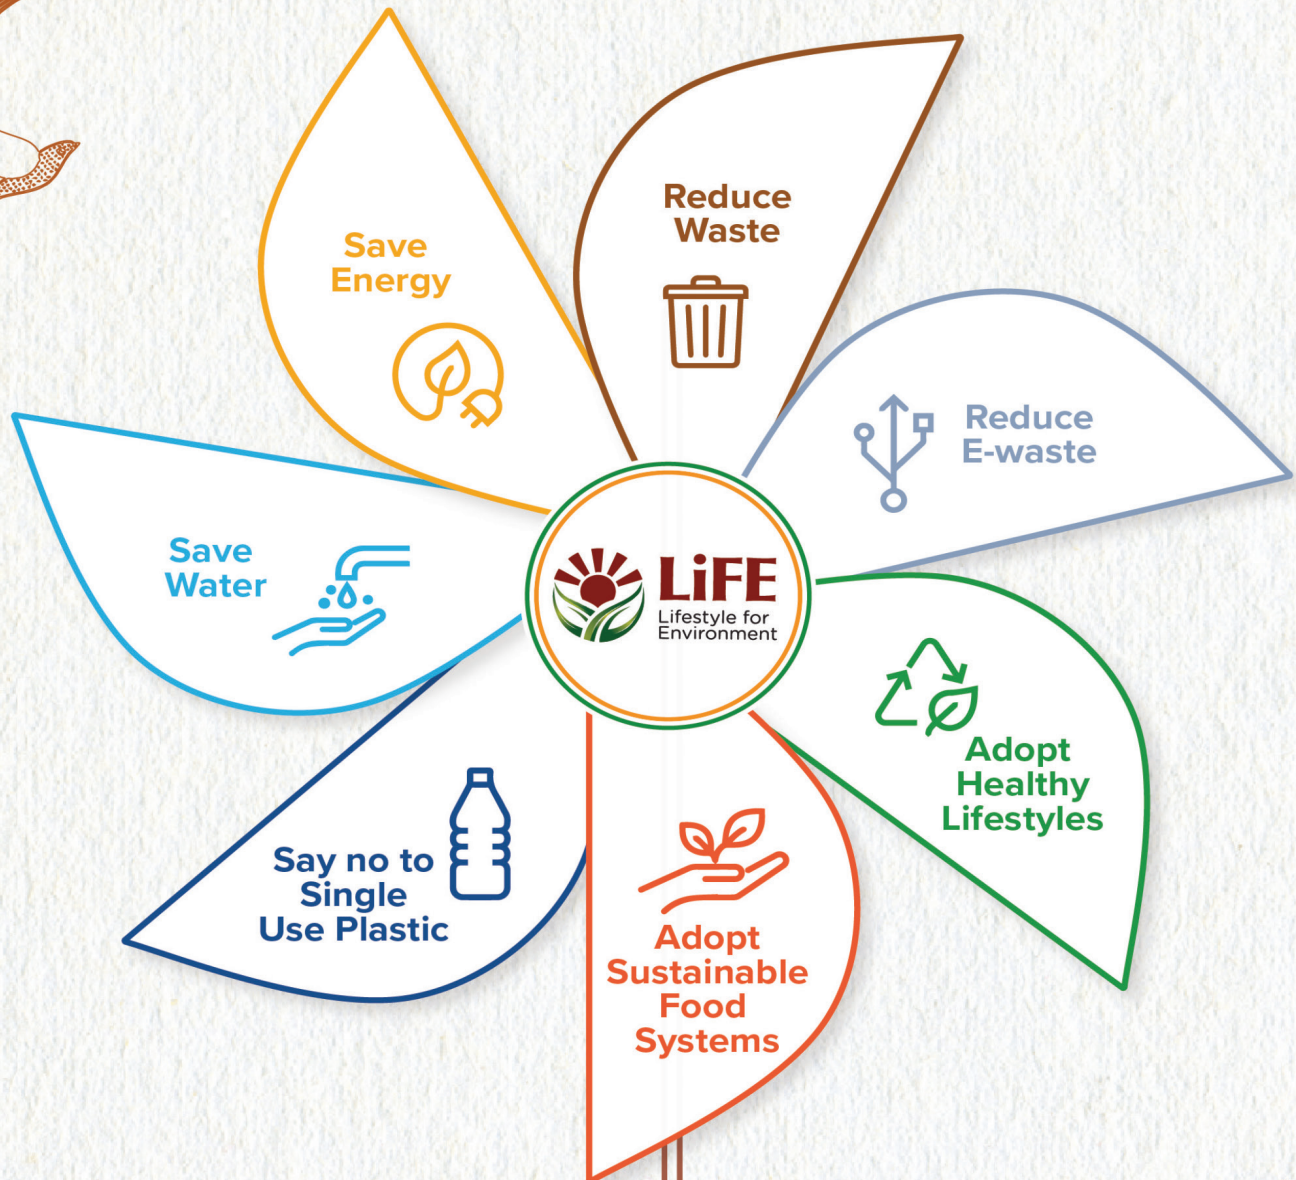 Reduce
Waste
Save
Energy
Reduce
E-waste
Save
Water
LiFE
Lifestyle for
Environment
Adopt
Healthy
Lifestyles
Say no to
Single
Use Plastic
Adopt
Sustainable
Food
Systems